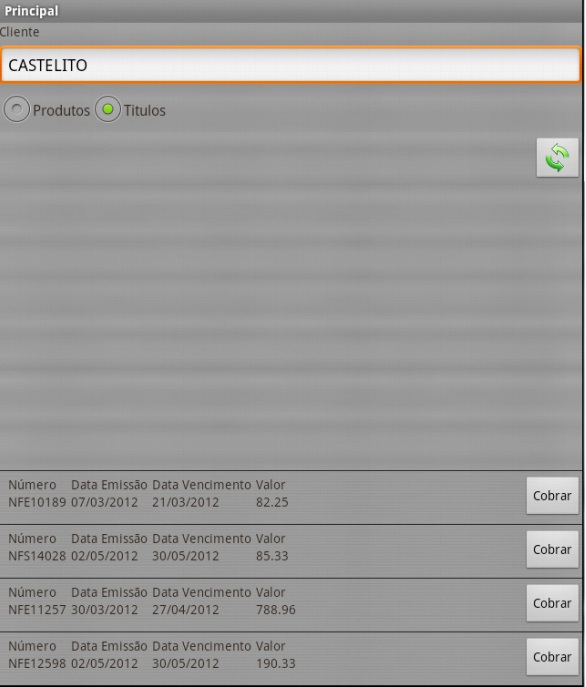 Principal
Cliente
CASTELITO
Produtos Titulos
Número Data Emissão Data Vencimento Valor
NFE10189 07/03/2012 21/03/2012 82.25
Cobrar
Número Data Emissão Data Vencimento Valor
NFS14028 02/05/2012 30/05/2012 85.33
Cobrar
Número Data Emissão Data Vencimento Valor
NFE11257 30/03/2012 27/04/2012 788.96
Cobrar
Número Data Emissão Data Vencimento Valor
NFE12598 02/05/2012 30/05/2012 190.33
Cobrar